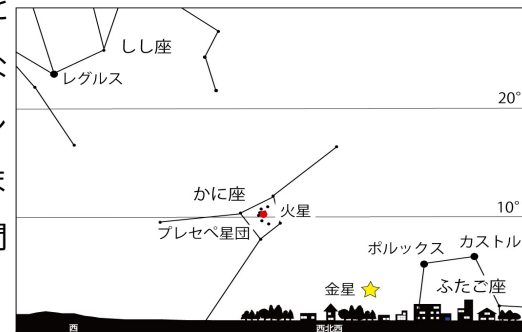 しし座
レグルス
20°
かに座
火星
10°
プレセペ星団
ポルックス
カストル
ふたご座
金星
西
西北西